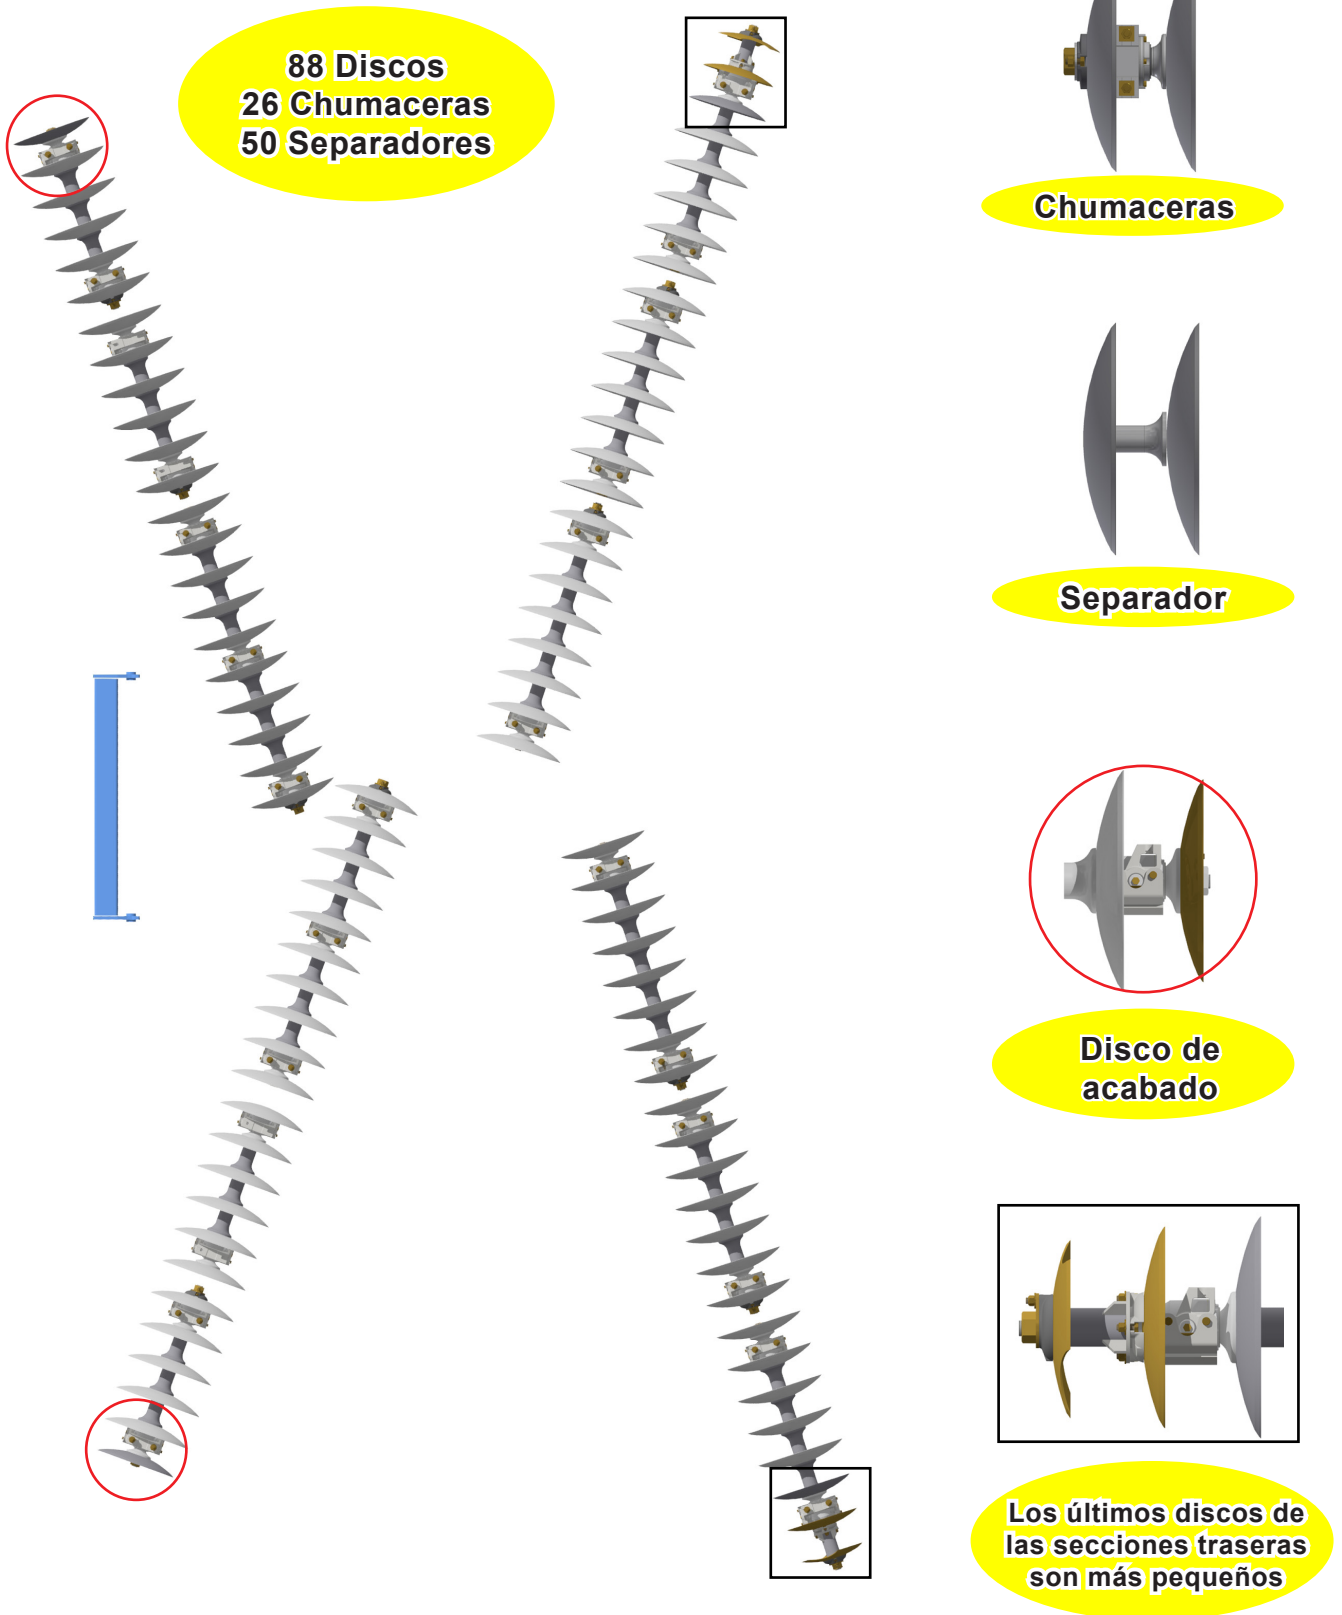 88 Discos
26 Chumaceras
50 Separadores
Chumaceras
Separador
Disco de
acabado
Los últimos discos de
las secciones traseras
son más pequeños